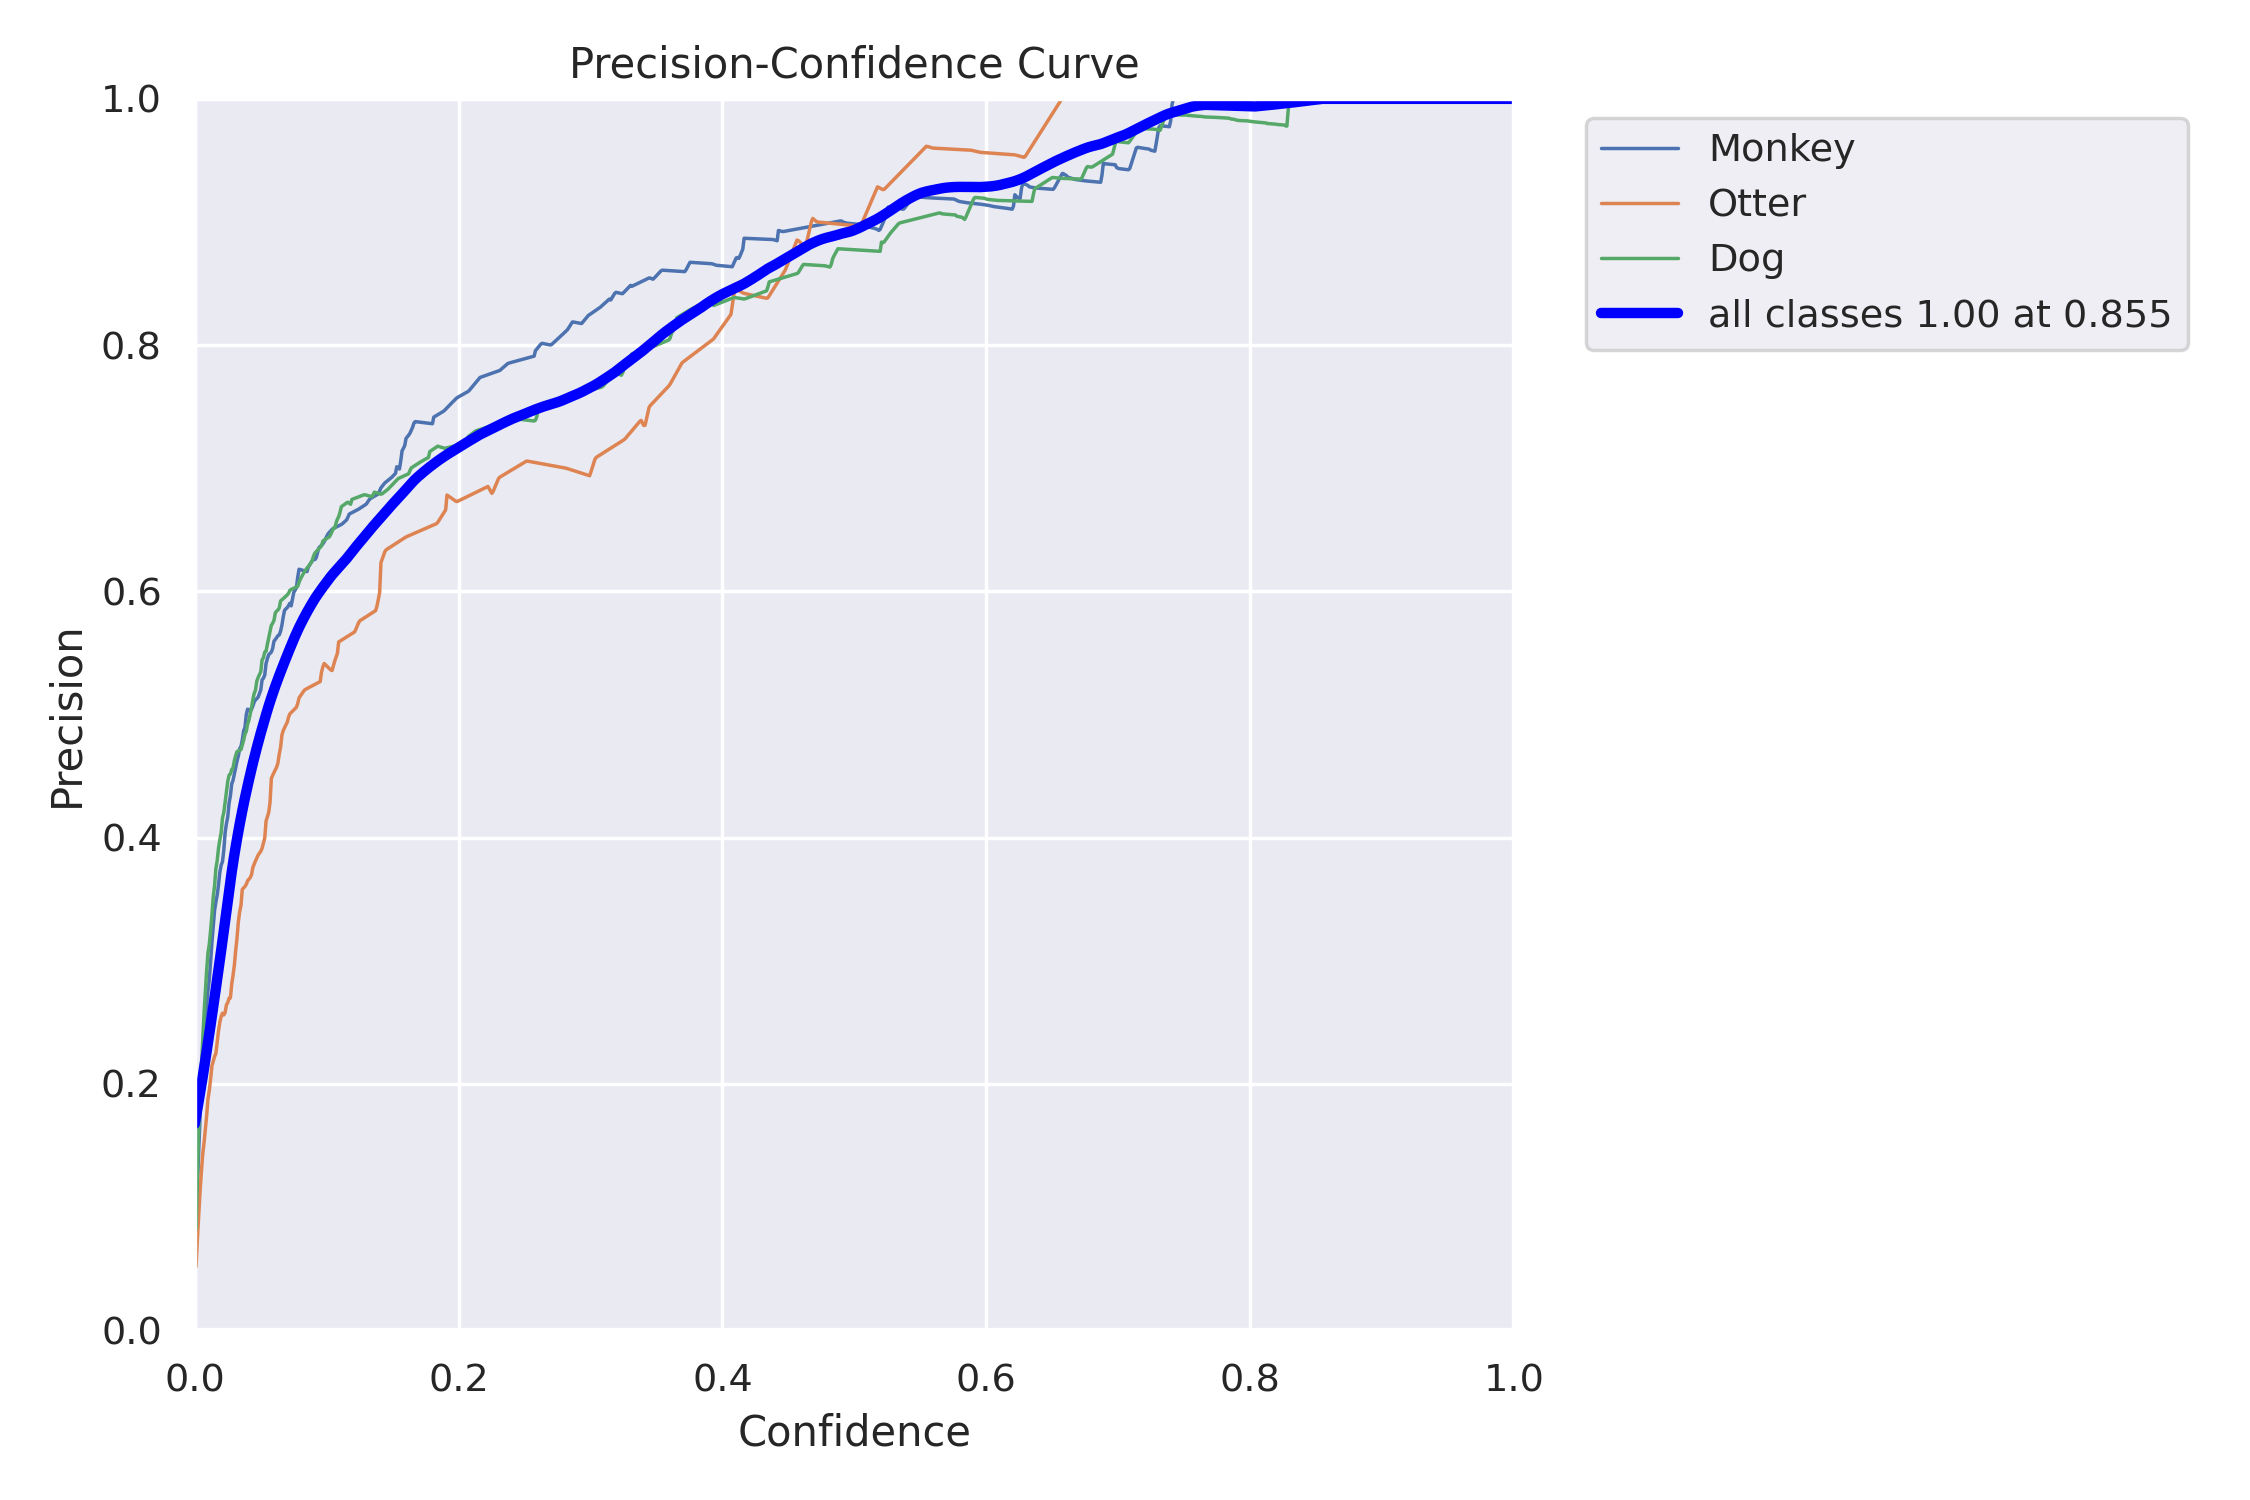 Precision-Confidence Curve
1.0
0.8
0.6
0.4
0.2
0.0
Precision
0.0 0.2 0.4 0.6 0.8 1.0
Confidence
Monkey
Otter
Dog
all classes 1.00 at 0.855